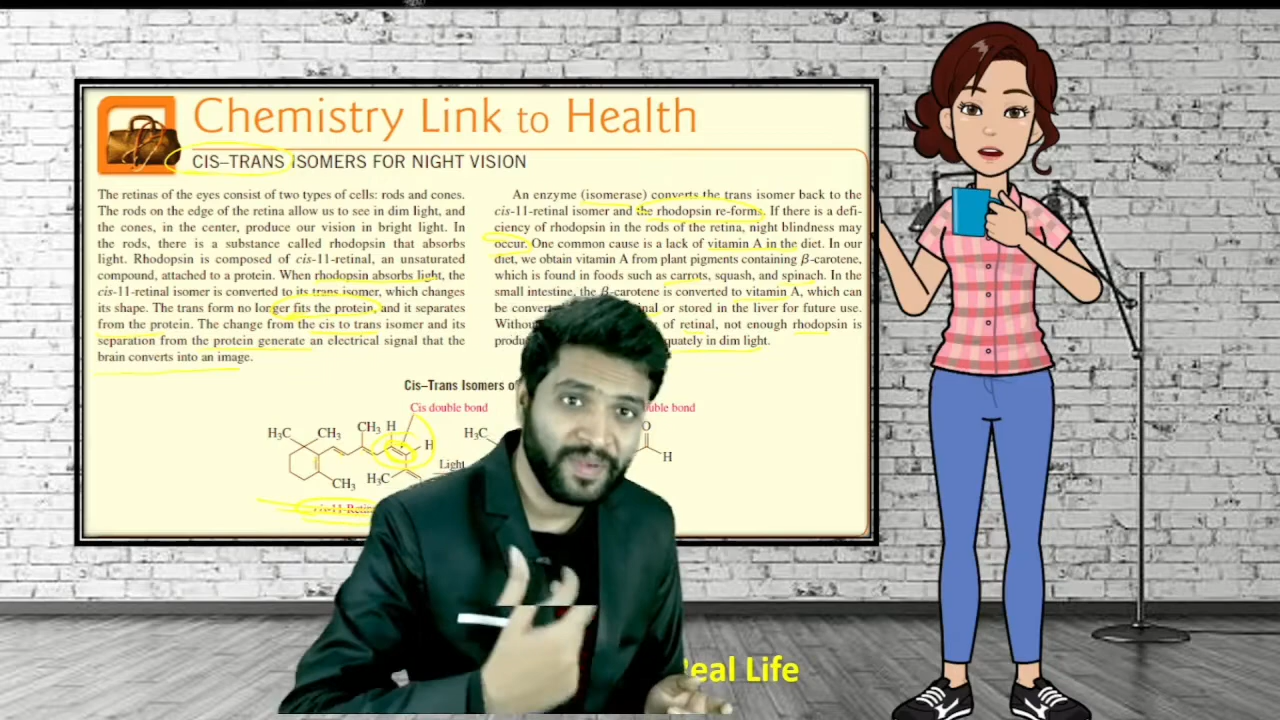 Chemistry Link to Health
CIS–TRANS ISOMERS FOR NIGHT VISION
The retinas of the eyes consist of two types of cells: rods and cones.
The rods on the edge of the retina allow us to see in dim light, and
the cones, in the center, produce our vision in bright light. In
the rods, there is a substance called rhodopsin that absorbs
light. Rhodopsin is composed of cis-11-retinal, an unsaturated
compound, attached to a protein. When rhodopsin absorbs light, the
cis-11-retinal isomer is converted to its trans isomer, which changes
its shape. The trans form no longer fits the protein, and it separates
from the protein. The change from the cis to trans isomer and its
separation from the protein generate an electrical signal that the
brain converts into an image.
An enzyme (isomerase) converts the trans isomer back to the
cis-11-retinal isomer and the rhodopsin re-forms. If there is a defi-
ciency of rhodopsin in the rods of the retina, night blindness may
occur. One common cause is a lack of vitamin A in the diet. In our
diet, we obtain vitamin A from plant pigments containing β-carotene,
which is found in foods such as carrots, squash, and spinach. In the
small intestine, the β-carotene is converted to vitamin A, which can
be or stored in the liver for future use.
of retinal, not enough rhodopsin is
in dim light.
Cis–Trans Isomers
Cis double bond
bond
CH₃ H
H₃C CH₃ H H₃C O
H
Light
H₃C
CH₃
cis-11-
Real Life